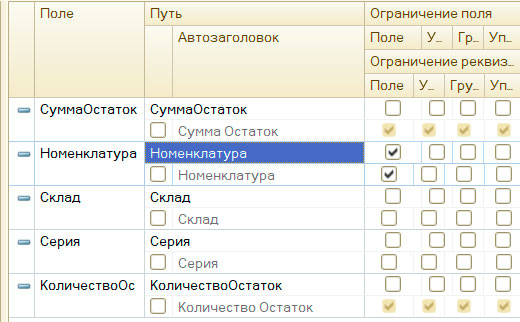 Поле Путь Ограничение поля
Автозаголовок Поле У... Гр... Уп...
Ограничение реквиз...
Поле У... Гру... Уп...
СуммаОстаток СуммаОстаток
Сумма Остаток
Номенклатура Номенклатура
Номенклатура
Склад Склад
Склад
Серия Серия
Серия
КоличествоОс КоличествоОстаток
Количество Остаток